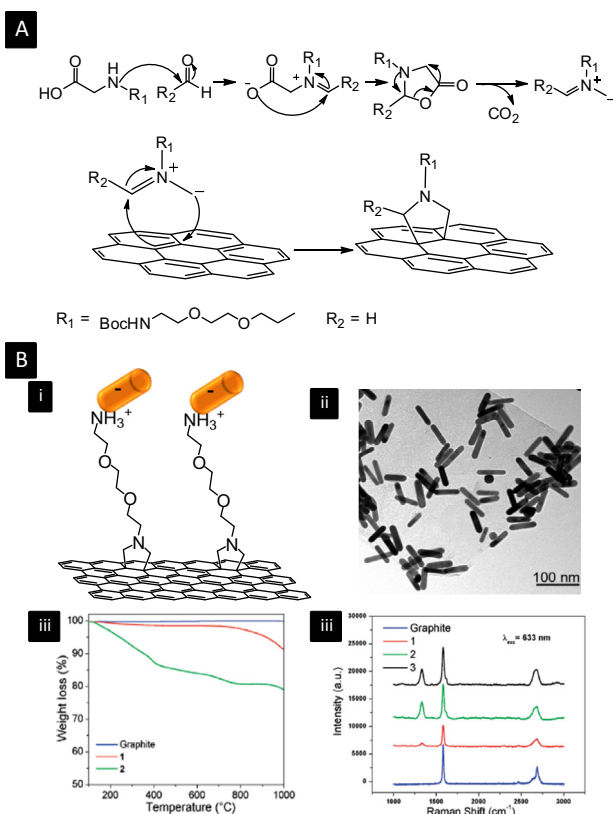 A
O H O R₁ R₁ R₁
HO N R₁ R₂ O H ⁻O N⁺ R₂ N O R₂ O CO₂ R₂ N⁺ ⁻
R₁
R₂ N⁺ ⁻
R₁
N
R₂
R₁ = BocHN O O R₂ = H
B
i
- -
NH₃⁺ NH₃⁺
O O
O O
N N
ii
100 nm
iii
Weight loss (%)
100
90
80
70
60
50
Graphite
1
2
200 400 600 800 1000
Temperature (°C)
iii
Intensity (a.u.)
30000
25000
20000
15000
10000
5000
0
Graphite
1
2
3
λexc = 633 nm
1000 1500 2000 2500 3000
Raman Shift (cm⁻¹)